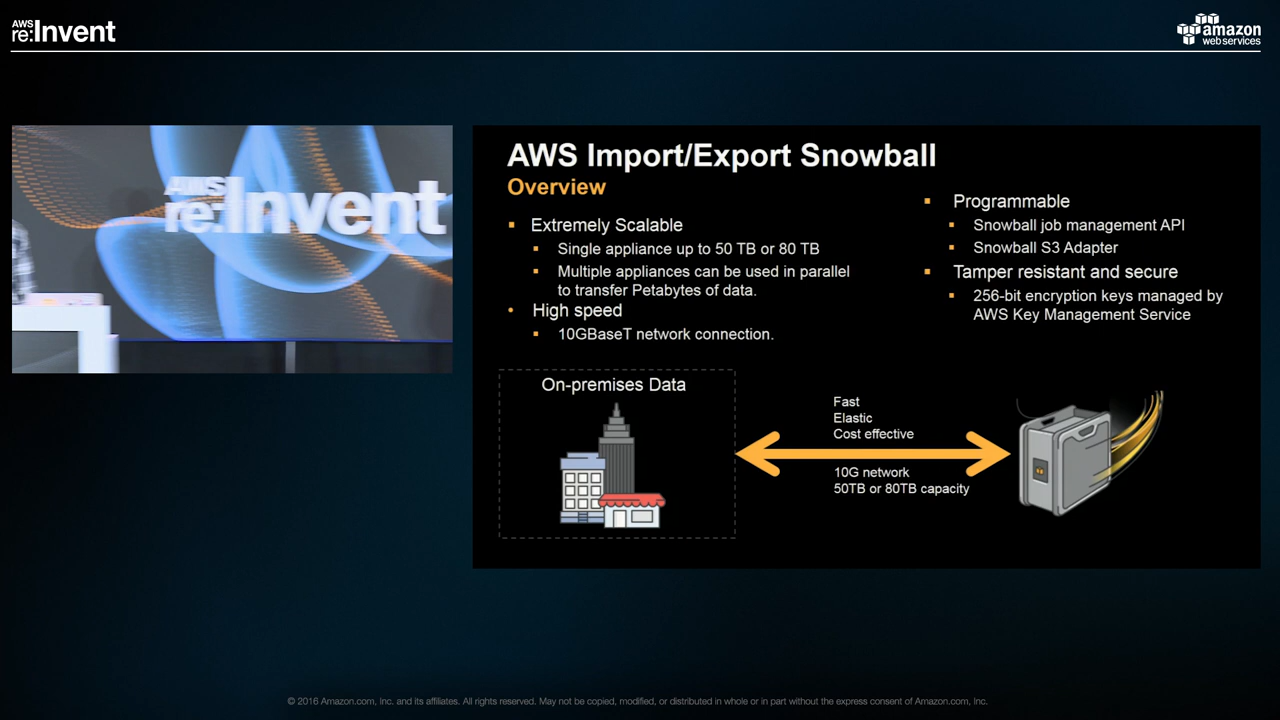 AWS
re:Invent
amazon
web services
AWS
re:Invent
AWS Import/Export Snowball
Overview
Extremely Scalable
Single appliance up to 50 TB or 80 TB
Multiple appliances can be used in parallel
to transfer Petabytes of data.
High speed
10GBaseT network connection.
Programmable
Snowball job management API
Snowball S3 Adapter
Tamper resistant and secure
256-bit encryption keys managed by
AWS Key Management Service
On-premises Data
Fast
Elastic
Cost effective
10G network
50TB or 80TB capacity
© 2016 Amazon.com, Inc. and its affiliates. All rights reserved. May not be copied, modified, or distributed in whole or in part without the express consent of Amazon.com, Inc.